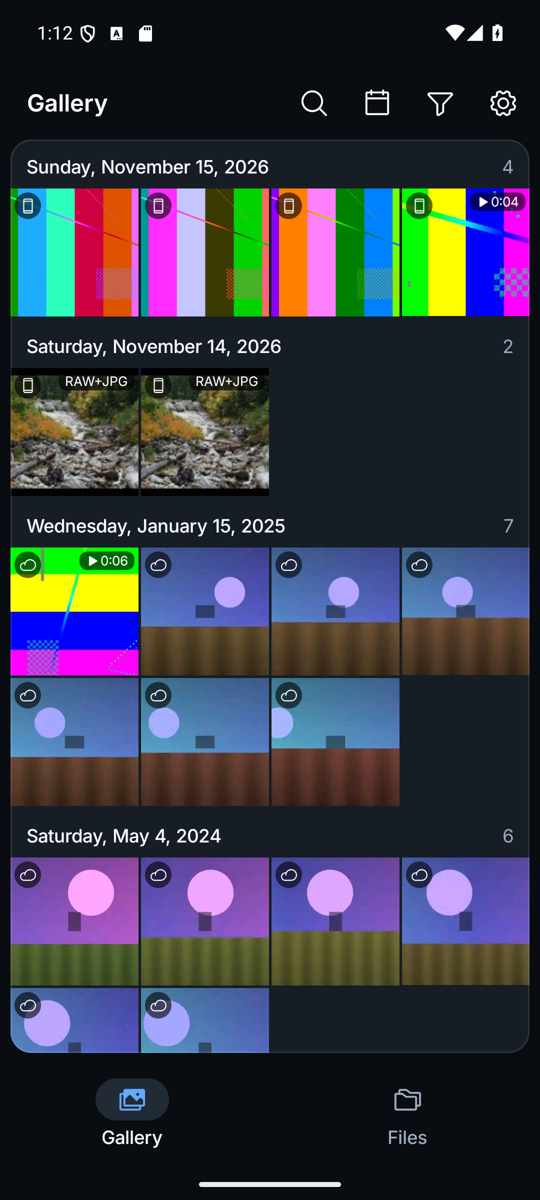 1:12
Gallery
Sunday, November 15, 2026 4
0:04
Saturday, November 14, 2026 2
RAW+JPG RAW+JPG
Wednesday, January 15, 2025 7
0:06
Saturday, May 4, 2024 6
Gallery Files